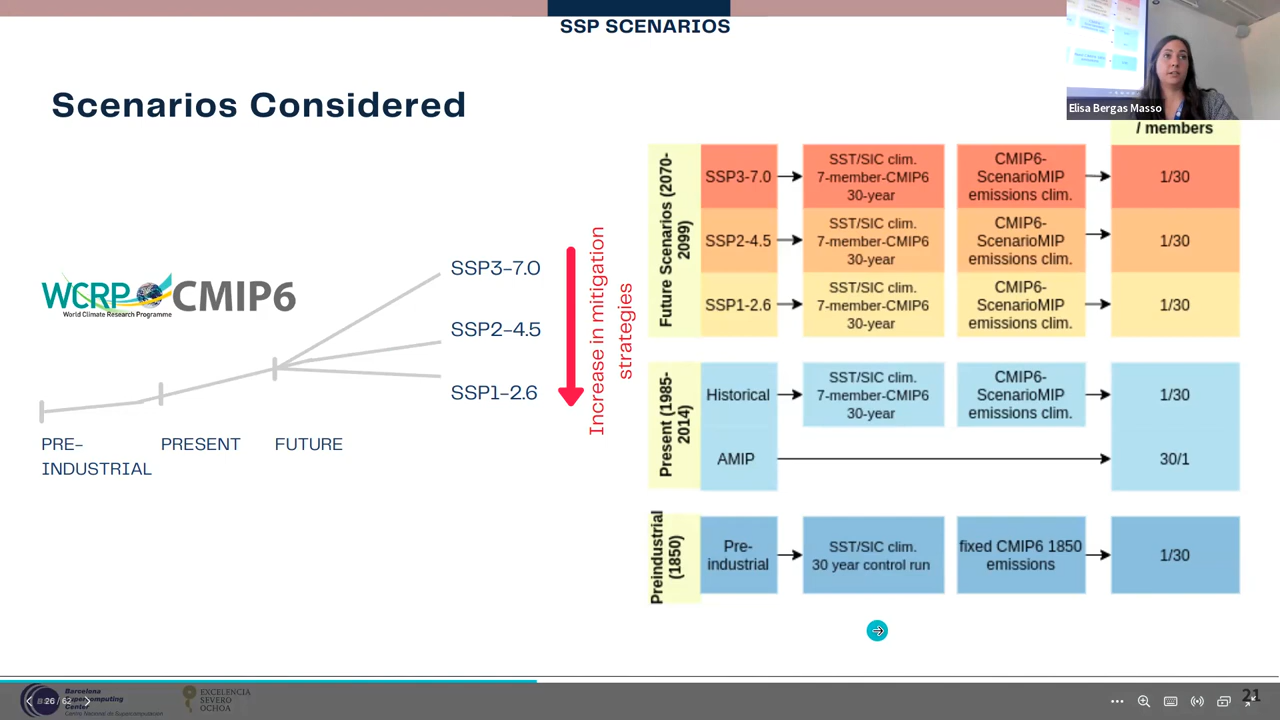 SSP SCENARIOS
Scenarios Considered
Elisa Bergas Masso
WCRP CMIP6
World Climate Research Programme
PRE-
INDUSTRIAL
PRESENT
FUTURE
SSP3-7.0
SSP2-4.5
SSP1-2.6
Increase in mitigation
strategies
/ members
Future Scenarios (2070-
2099)
SSP3-7.0
SST/SIC clim.
7-member-CMIP6
30-year
CMIP6-
ScenarioMIP
emissions clim.
1/30
SSP2-4.5
SST/SIC clim.
7-member-CMIP6
30-year
CMIP6-
ScenarioMIP
emissions clim.
1/30
SSP1-2.6
SST/SIC clim.
7-member-CMIP6
30-year
CMIP6-
ScenarioMIP
emissions clim.
1/30
Present (1985-
2014)
Historical
SST/SIC clim.
7-member-CMIP6
30-year
CMIP6-
ScenarioMIP
emissions clim.
1/30
AMIP
30/1
Preindustrial
(1850)
Pre-
industrial
SST/SIC clim.
30 year control run
fixed CMIP6 1850
emissions
1/30
Barcelona
Supercomputing
Center
Centro Nacional de Supercomputación
EXCELENCIA
SEVERO
OCHOA
26 / 62
21